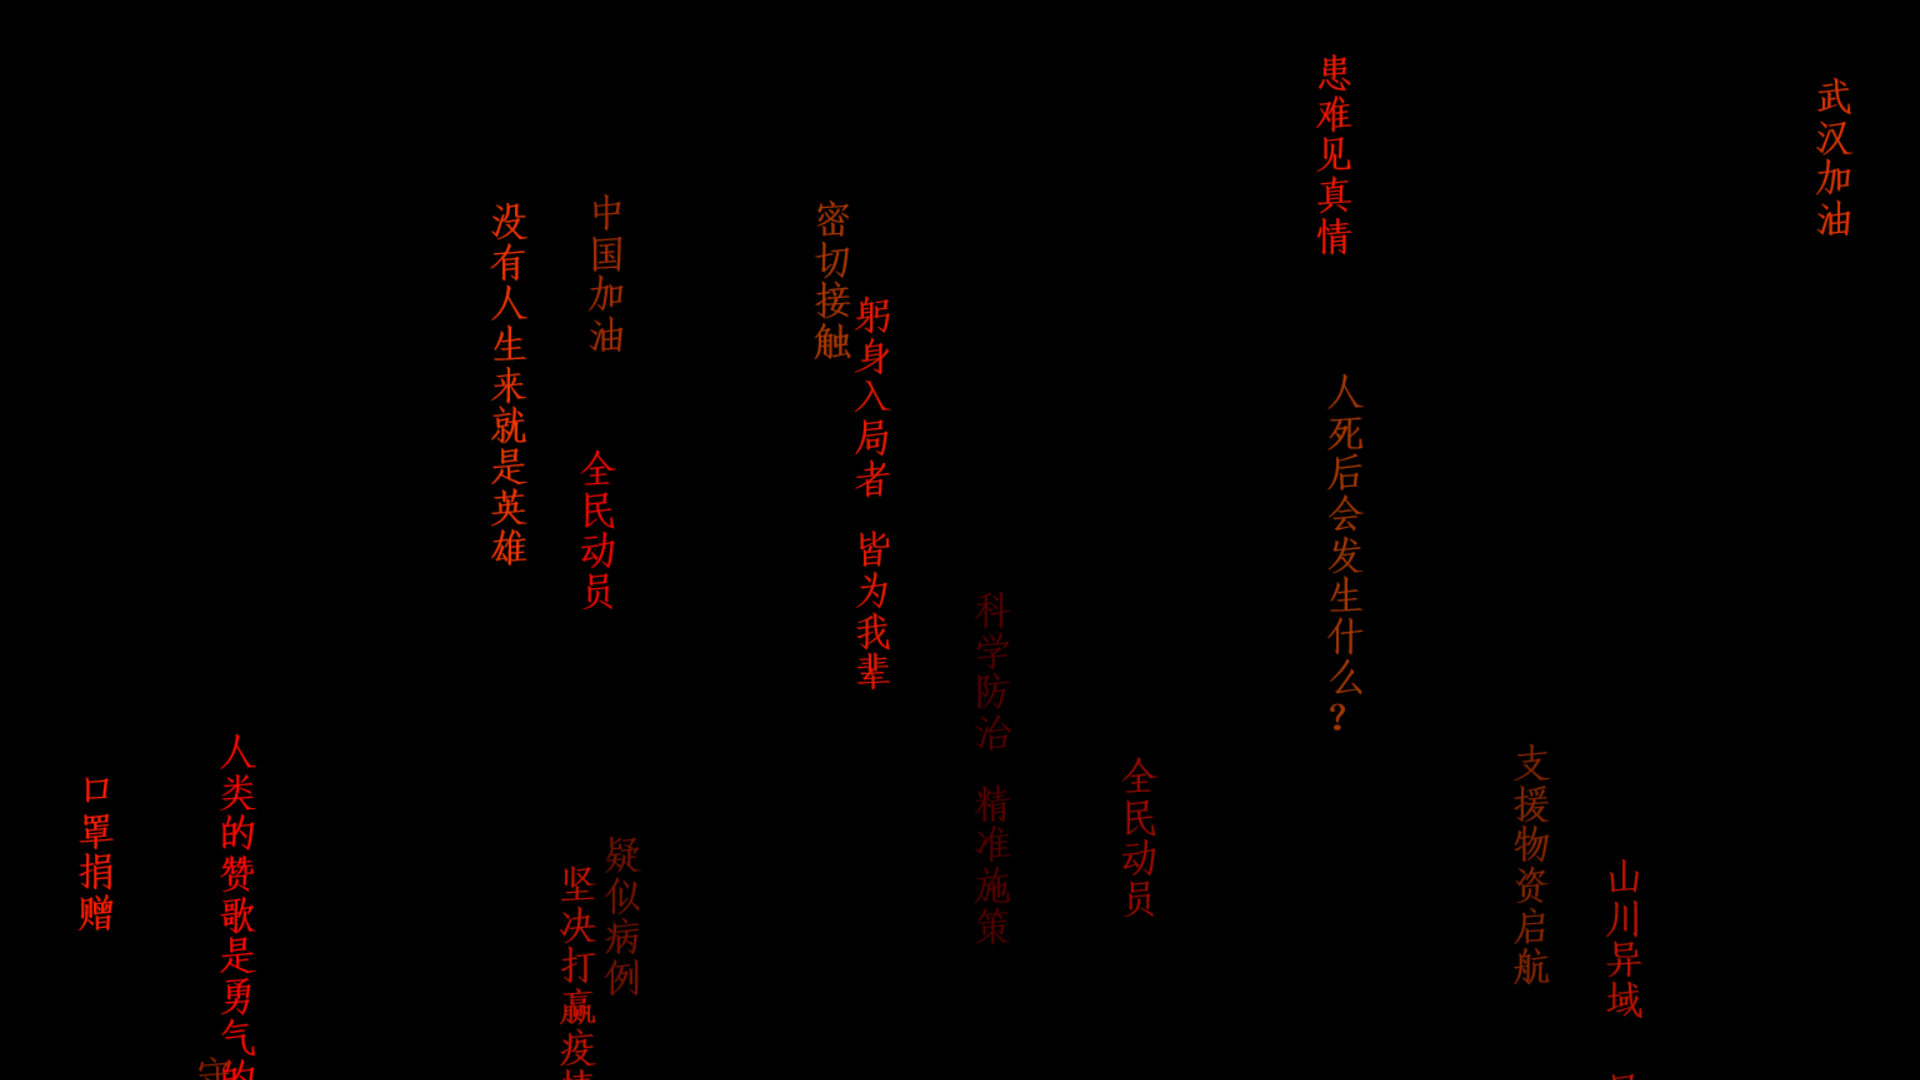 武汉加油
患难见真情
人死后会发生什么？
支援物资启航
山川异域
全民动员
科学防治 精准施策
密切接触
躬身入局者 皆为我辈
中国加油
没有人生来就是英雄
全民动员
疑似病例
坚决打赢疫情
人类的赞歌是勇气的
口罩捐赠